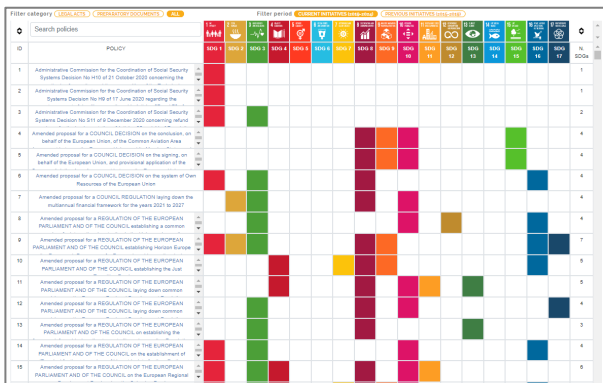 Filter category LEGAL ACTS PREPARATORY DOCUMENTS ALL
Filter period CURRENT INITIATIVES PREVIOUS INITIATIVES
Search policies
ID POLICY SDG 1 SDG 2 SDG 3 SDG 4 SDG 5 SDG 6 SDG 7 SDG 8 SDG 9 SDG 10 SDG 11 SDG 12 SDG 13 SDG 14 SDG 15 SDG 16 SDG 17 N. SDGs
1 Administrative Commission for the Coordination of Social Security
Systems Decision No H10 of 21 October 2020 concerning the
1
2 Administrative Commission for the Coordination of Social Security
Systems Decision No H9 of 17 June 2020 regarding the
1
3 Administrative Commission for the Coordination of Social Security
Systems Decision No S11 of 9 December 2020 concerning refund
2
4 Amended proposal for a COUNCIL DECISION on the conclusion, on
behalf of the European Union, of the Common Aviation Area
4
5 Amended proposal for a COUNCIL DECISION on the signing, on
behalf of the European Union, and provisional application of the
4
6 Amended proposal for a COUNCIL DECISION on the system of Own
Resources of the European Union
4
7 Amended proposal for a COUNCIL REGULATION laying down the
multiannual financial framework for the years 2021 to 2027
4
8 Amended proposal for a REGULATION OF THE EUROPEAN
PARLIAMENT AND OF THE COUNCIL establishing a common
4
9 Amended proposal for a REGULATION OF THE EUROPEAN
PARLIAMENT AND OF THE COUNCIL establishing Horizon Europe
7
10 Amended proposal for a REGULATION OF THE EUROPEAN
PARLIAMENT AND OF THE COUNCIL establishing the Just
5
11 Amended proposal for a REGULATION OF THE EUROPEAN
PARLIAMENT AND OF THE COUNCIL laying down common
5
12 Amended proposal for a REGULATION OF THE EUROPEAN
PARLIAMENT AND OF THE COUNCIL laying down common
4
13 Amended proposal for a REGULATION OF THE EUROPEAN
PARLIAMENT AND OF THE COUNCIL on establishing the
3
14 Amended proposal for a REGULATION OF THE EUROPEAN
PARLIAMENT AND OF THE COUNCIL on the establishment of
4
15 Amended proposal for a REGULATION OF THE EUROPEAN
PARLIAMENT AND OF THE COUNCIL on the European Regional
6